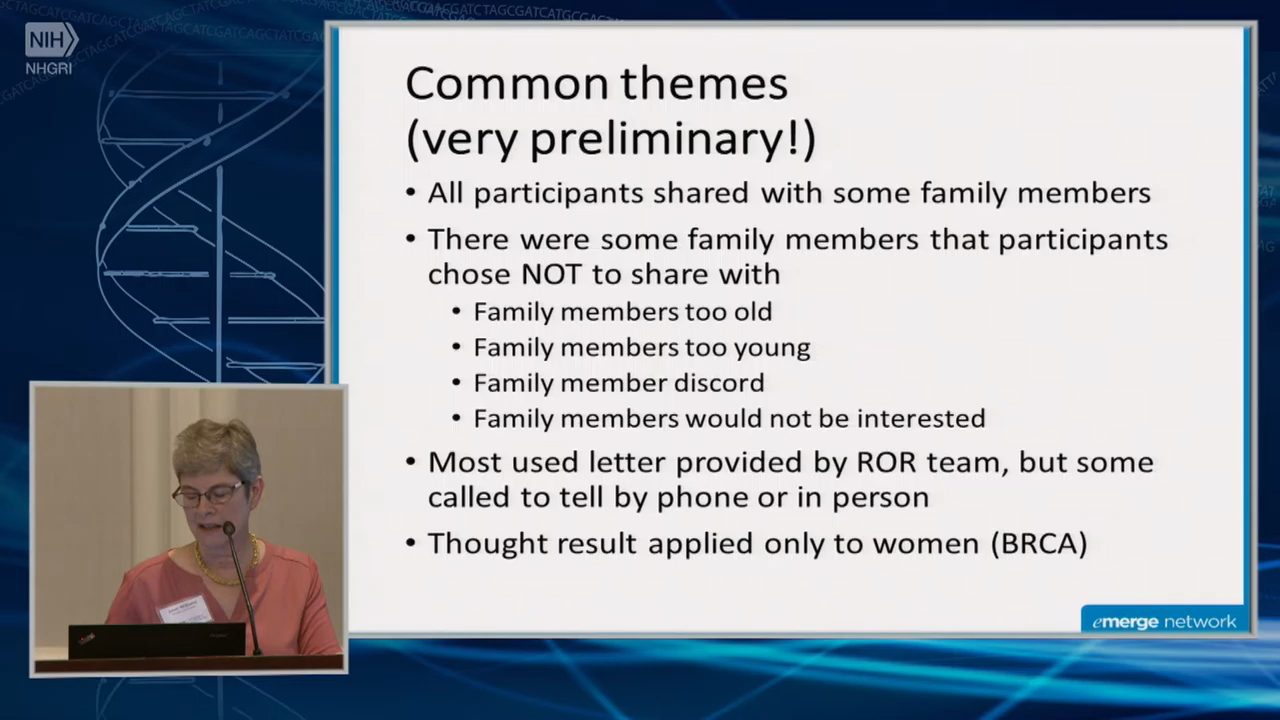 NIH
NHGRI
Common themes
(very preliminary!)
• All participants shared with some family members
• There were some family members that participants
chose NOT to share with
• Family members too old
• Family members too young
• Family member discord
• Family members would not be interested
• Most used letter provided by ROR team, but some
called to tell by phone or in person
• Thought result applied only to women (BRCA)
emerge network